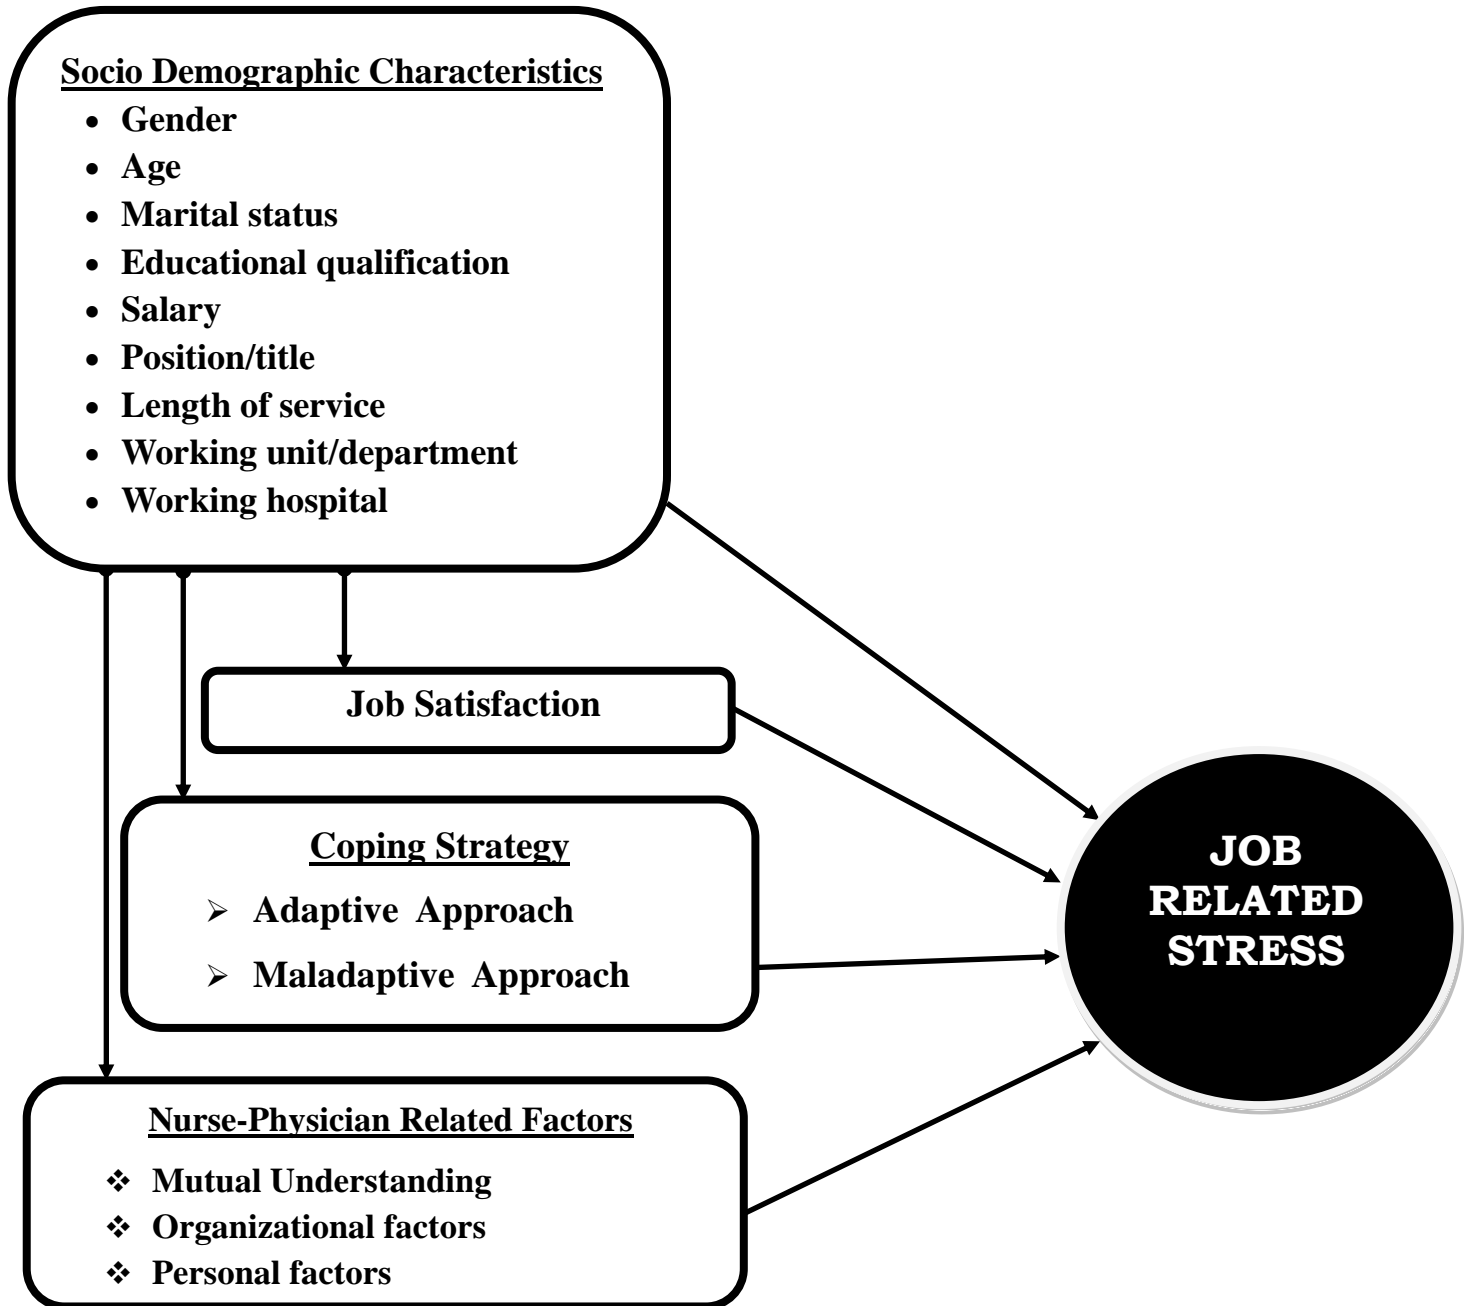 Socio Demographic Characteristics
• Gender
• Age
• Marital status
• Educational qualification
• Salary
• Position/title
• Length of service
• Working unit/department
• Working hospital
Job Satisfaction
Coping Strategy
➢ Adaptive Approach
➢ Maladaptive Approach
Nurse-Physician Related Factors
❖ Mutual Understanding
❖ Organizational factors
❖ Personal factors
JOB
RELATED
STRESS